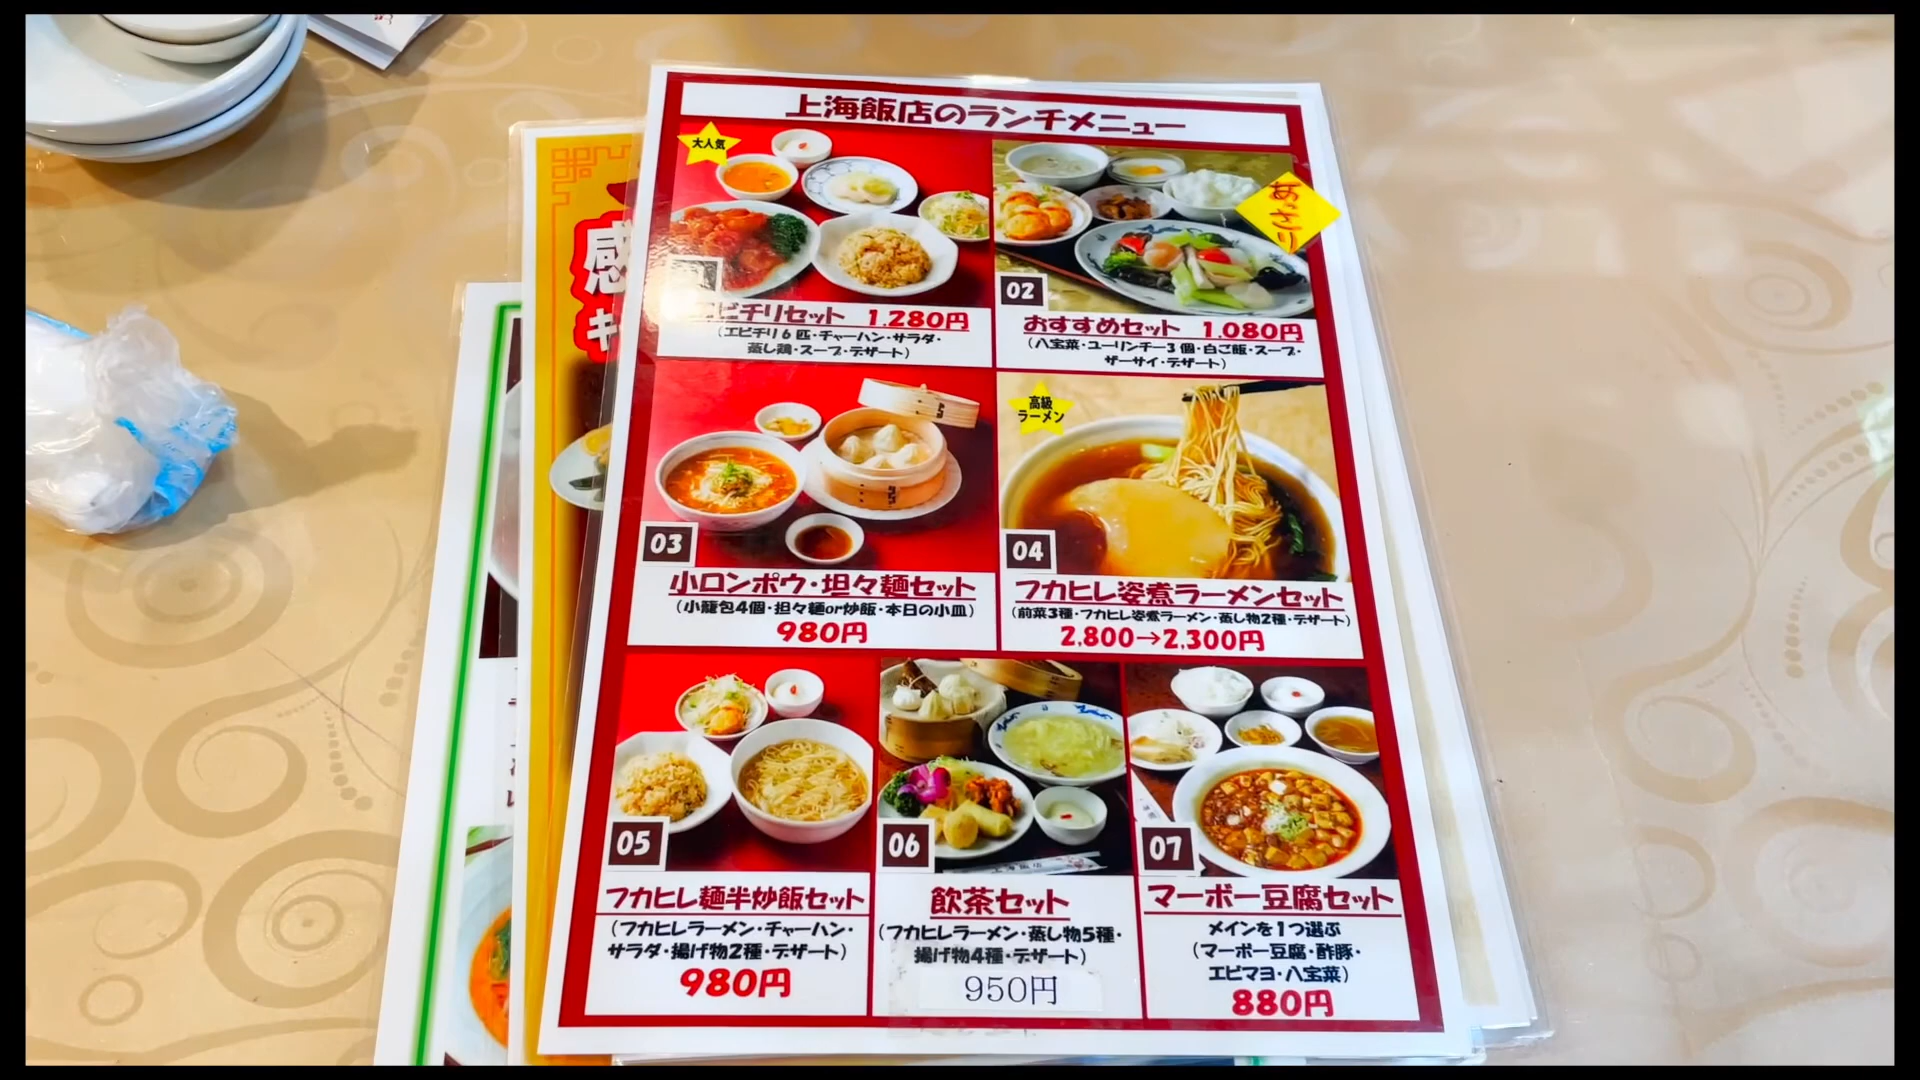 上海飯店のランチメニュー
大人気
ビチリセット 1,280円
(エビチリ6匹・チャーハン・サラダ・
蒸し鶏・スープ・デザート)
あっさり
02
おすすめセット 1,080円
(八宝菜・ユーリンチー3個・白ご飯・スープ・
ザーサイ・デザート)
03
小ロンポウ・坦々麺セット
(小籠包4個・担々麺or炒飯・本日の小皿)
980円
高級
ラーメン
04
フカヒレ姿煮ラーメンセット
(前菜3種・フカヒレ姿煮ラーメン・蒸し物2種・デザート)
2,800→2,300円
05
フカヒレ麺半炒飯セット
(フカヒレラーメン・チャーハン・
サラダ・揚げ物2種・デザート)
980円
06
飲茶セット
(フカヒレラーメン・蒸し物5種・
揚げ物4種・デザート)
950円
07
マーボー豆腐セット
メインを1つ選ぶ
(マーボー豆腐・酢豚・
エビマヨ・八宝菜)
880円
感